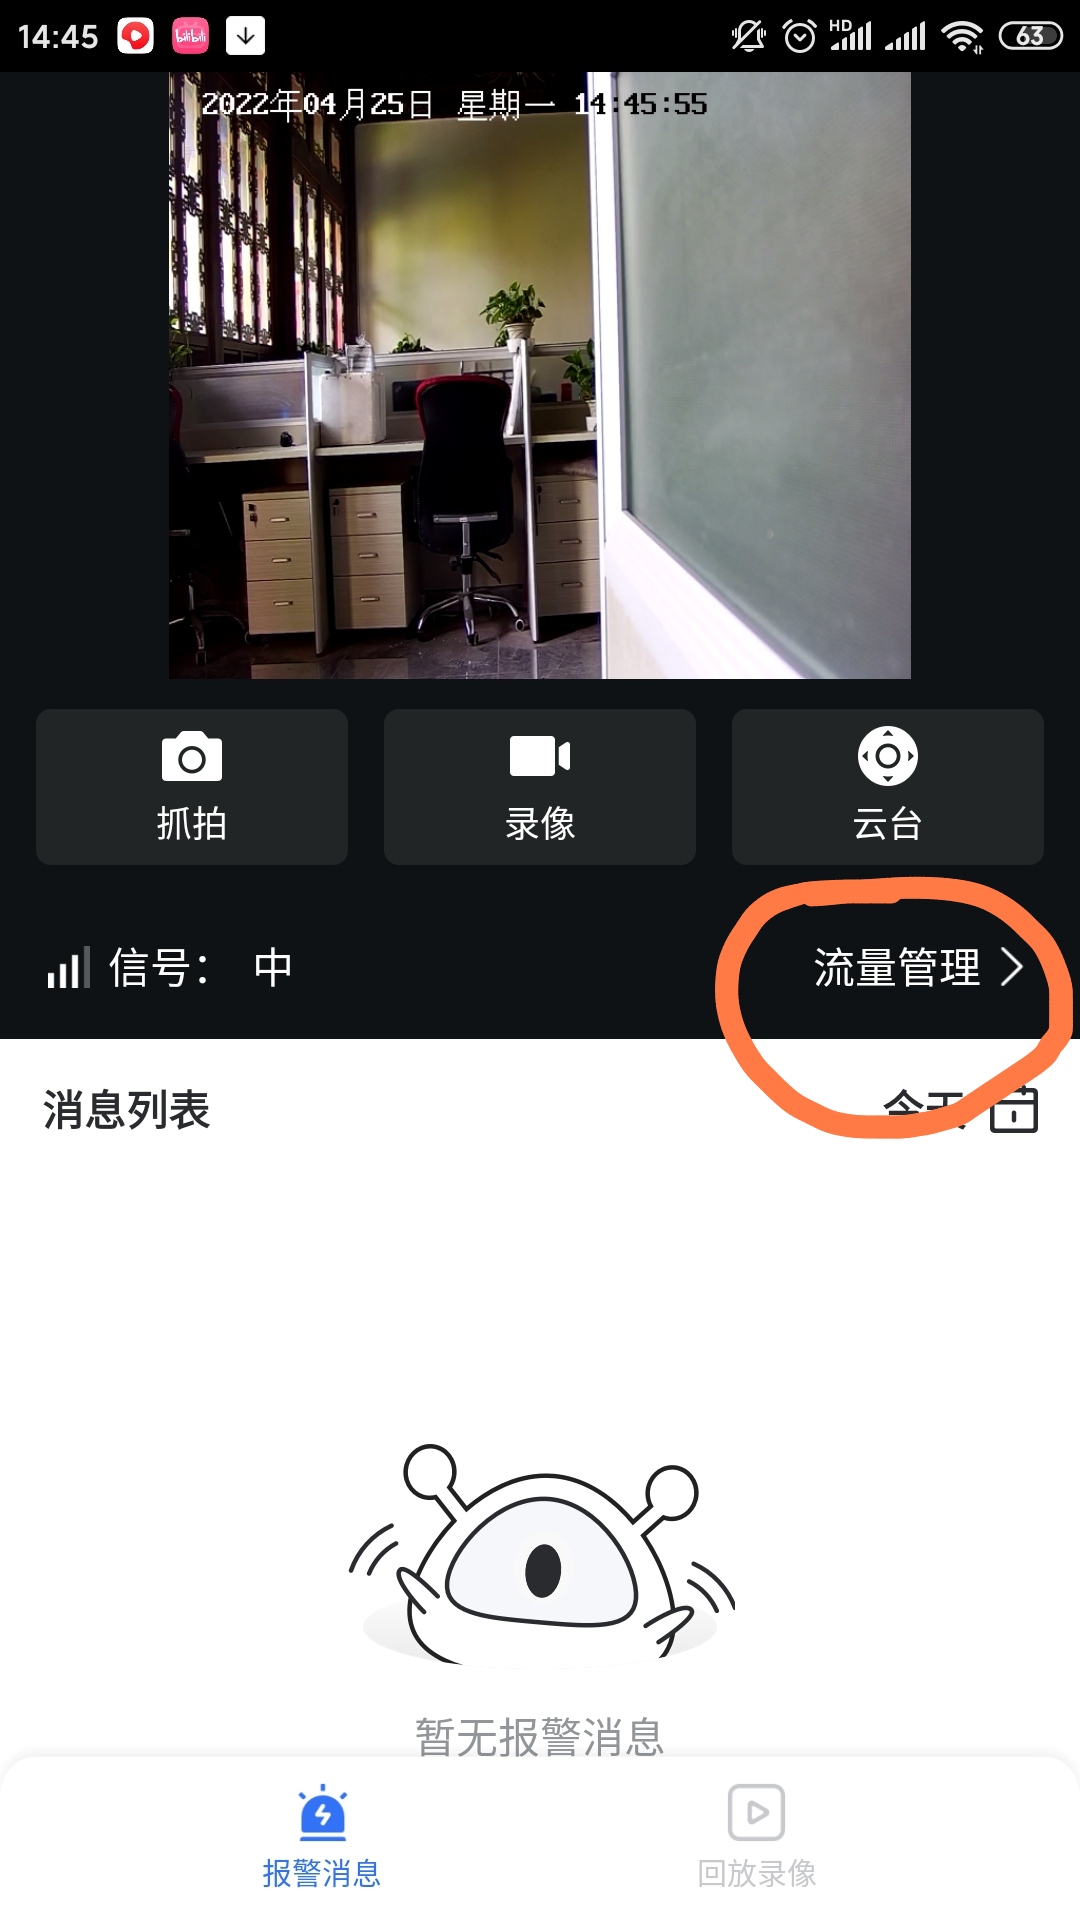 14:45 bilibili HD 63
2022年04月25日 星期一 14:45:55
抓拍 录像 云台
信号： 中 流量管理
消息列表 今天
暂无报警消息
报警消息 回放录像